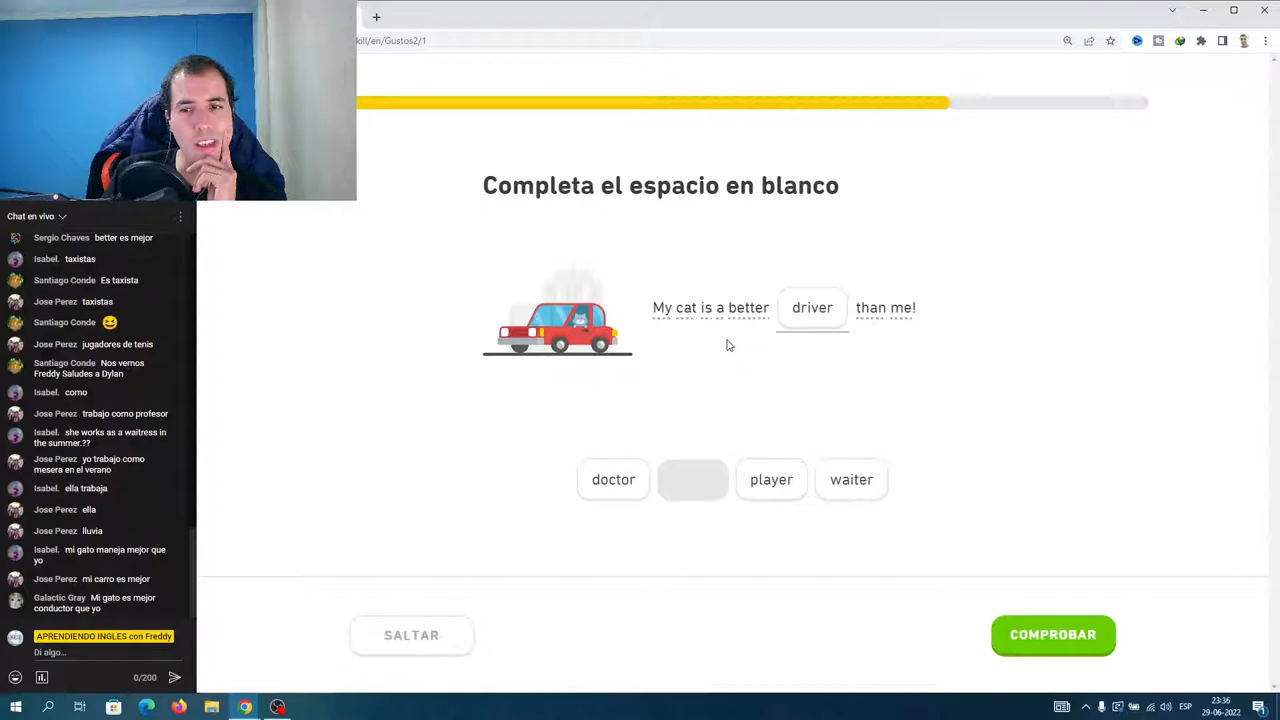 kill/en/Gustos2/1
Completa el espacio en blanco
My cat is a better driver than me!
doctor
player
waiter
SALTAR
COMPROBAR
Chat en vivo
Sergio Chaves better es mejor
Isabel. taxistas
Santiago Conde Es taxista
Jose Perez taxistas
Santiago Conde 😆
Jose Perez jugadores de tenis
Santiago Conde Nos vemos
Freddy Saludes a Dylan
Isabel. como
Jose Perez trabajo como profesor
Isabel. she works as a waitress in
the summer.??
Jose Perez yo trabajo como
mesera en el verano
Isabel. ella trabaja
Jose Perez ella
Jose Perez lluvia
Isabel. mi gato maneja mejor que
yo
Jose Perez mi carro es mejor
Galactic Gray Mi gato es mejor
conductor que yo
APRENDIENDO INGLES con Freddy
Di algo...
0/200
ESP
23:36
29-06-2022